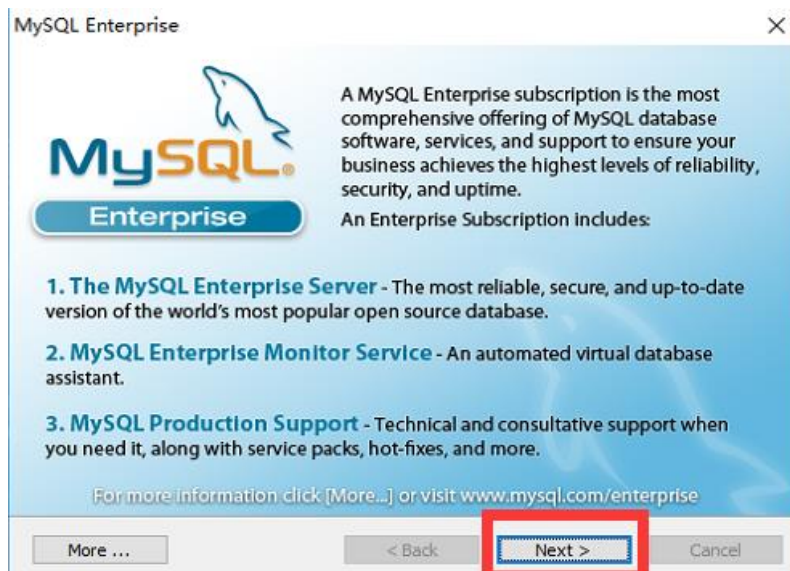 MySQL Enterprise
A MySQL Enterprise subscription is the most
comprehensive offering of MySQL database
software, services, and support to ensure your
business achieves the highest levels of reliability,
security, and uptime.
MySQL®
Enterprise
An Enterprise Subscription includes:
1. The MySQL Enterprise Server - The most reliable, secure, and up-to-date
version of the world's most popular open source database.
2. MySQL Enterprise Monitor Service - An automated virtual database
assistant.
3. MySQL Production Support - Technical and consultative support when
you need it, along with service packs, hot-fixes, and more.
For more information click [More...] or visit www.mysql.com/enterprise
More ...
< Back
Next >
Cancel